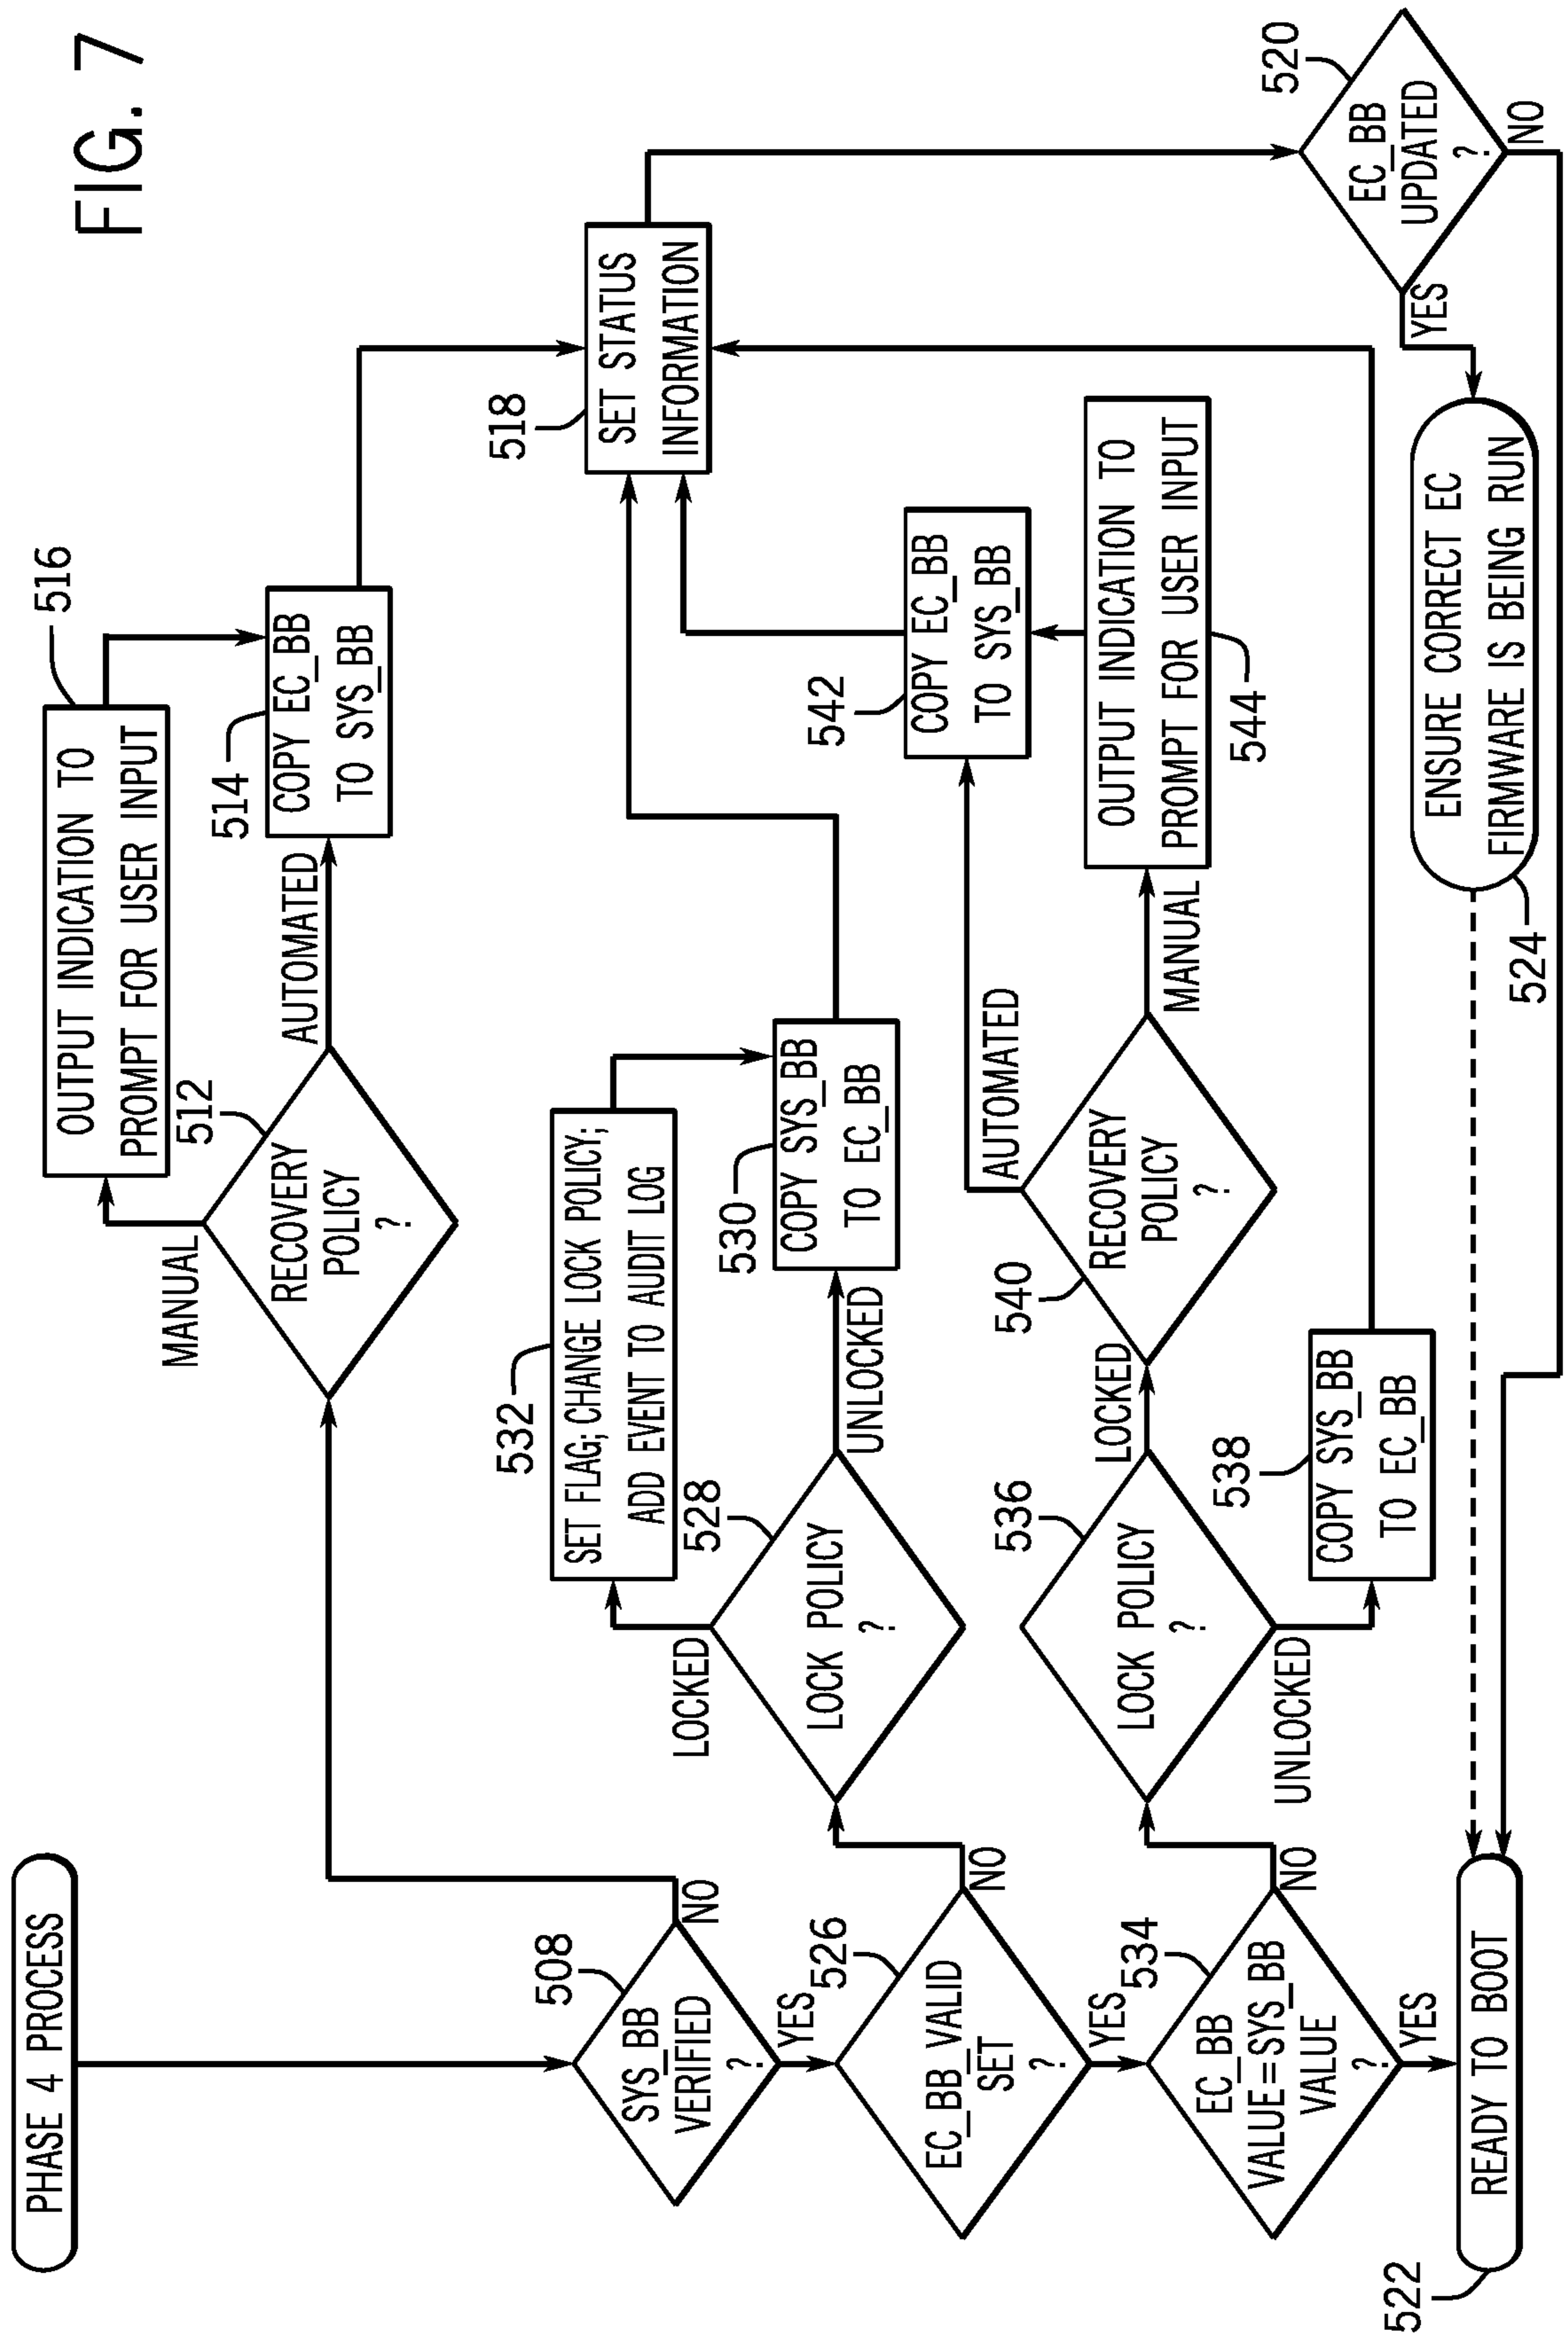 FIG. 7
PHASE 4 PROCESS
508
SYS_BB
VERIFIED
?
NO
YES
526
EC_BB_VALID
SET
?
NO
YES
534
EC_BB
VALUE=SYS_BB
VALUE
?
NO
YES
READY TO BOOT
522
512
RECOVERY
POLICY
?
MANUAL
AUTOMATED
516
OUTPUT INDICATION TO
PROMPT FOR USER INPUT
514
COPY EC_BB
TO SYS_BB
528
LOCK POLICY
?
LOCKED
UNLOCKED
532
SET FLAG; CHANGE LOCK POLICY;
ADD EVENT TO AUDIT LOG
530
COPY SYS_BB
TO EC_BB
536
LOCK POLICY
?
LOCKED
UNLOCKED
538
COPY SYS_BB
TO EC_BB
540
RECOVERY
POLICY
?
AUTOMATED
MANUAL
542
COPY EC_BB
TO SYS_BB
544
OUTPUT INDICATION TO
PROMPT FOR USER INPUT
518
SET STATUS
INFORMATION
520
EC_BB
UPDATED
?
YES
NO
524
ENSURE CORRECT EC
FIRMWARE IS BEING RUN